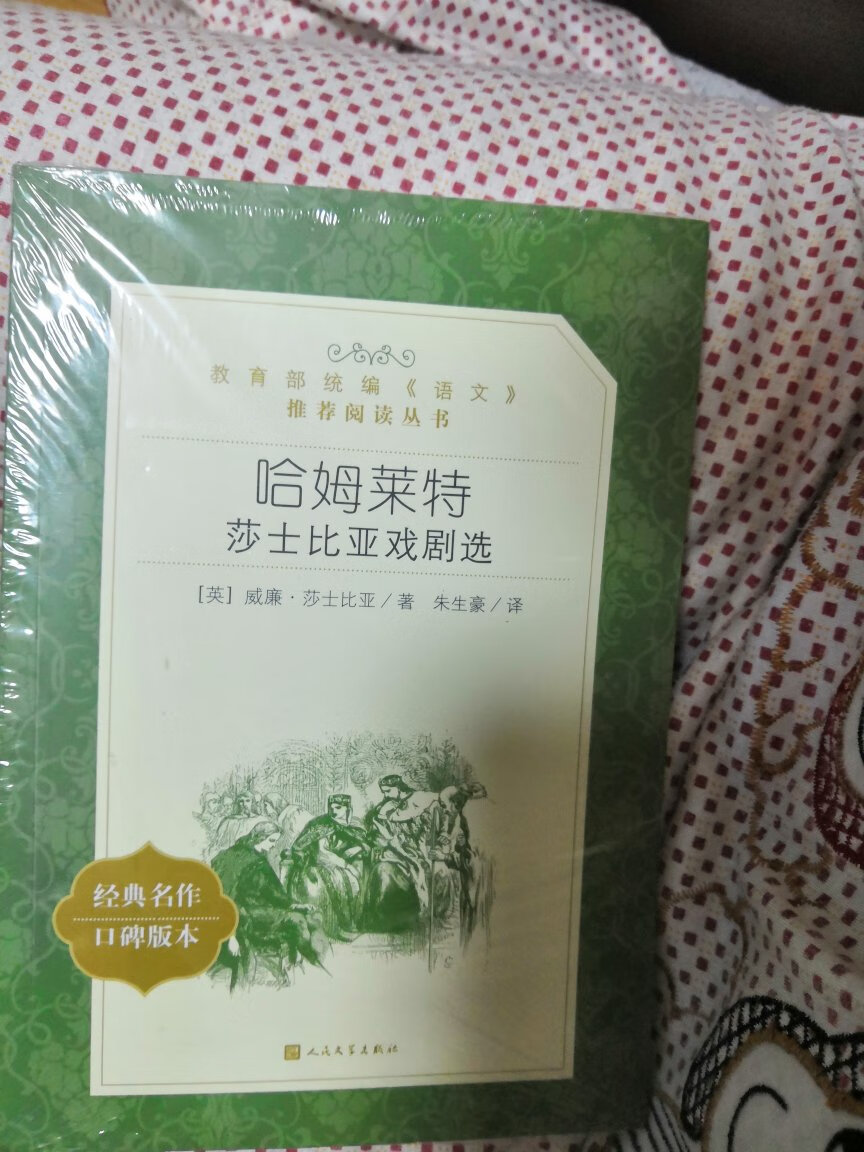 教育部统编《语文》
推荐阅读丛书
哈姆莱特
莎士比亚戏剧选
[英] 威廉·莎士比亚/著 朱生豪/译
经典名作
口碑版本
人民文学出版社